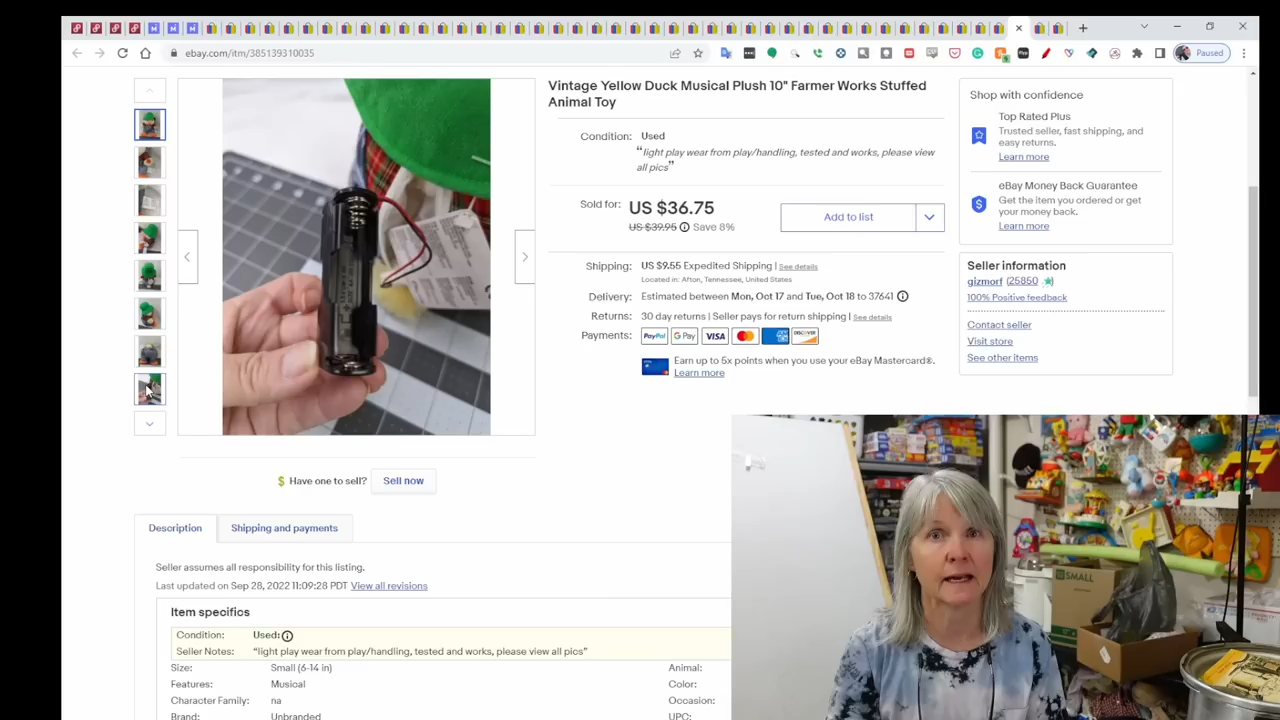 ebay.com/itm/385139310035
Paused
Vintage Yellow Duck Musical Plush 10" Farmer Works Stuffed
Animal Toy
Condition: Used
“light play wear from play/handling, tested and works, please view
all pics”
Sold for: US $36.75
US $39.95 Save 8%
Add to list
Shipping: US $9.55 Expedited Shipping | See details
Located in: Afton, Tennessee, United States
Delivery: Estimated between Mon, Oct 17 and Tue, Oct 18 to 37641
Returns: 30 day returns | Seller pays for return shipping | See details
Payments: PayPal G Pay VISA DISCOVER
Earn up to 5x points when you use your eBay Mastercard®.
Learn more
Shop with confidence
Top Rated Plus
Trusted seller, fast shipping, and
easy returns.
Learn more
eBay Money Back Guarantee
Get the item you ordered or get
your money back.
Learn more
Seller information
gizmorf (25850)
100% Positive feedback
Contact seller
Visit store
See other items
$ Have one to sell? Sell now
Description
Shipping and payments
Seller assumes all responsibility for this listing.
Last updated on Sep 28, 2022 11:09:28 PDT View all revisions
Item specifics
Condition: Used:
Seller Notes: “light play wear from play/handling, tested and works, please view all pics”
Size: Small (6-14 in)
Animal:
Features: Musical
Color:
Character Family: na
Occasion:
Brand: Unbranded
UPC:
SMALL